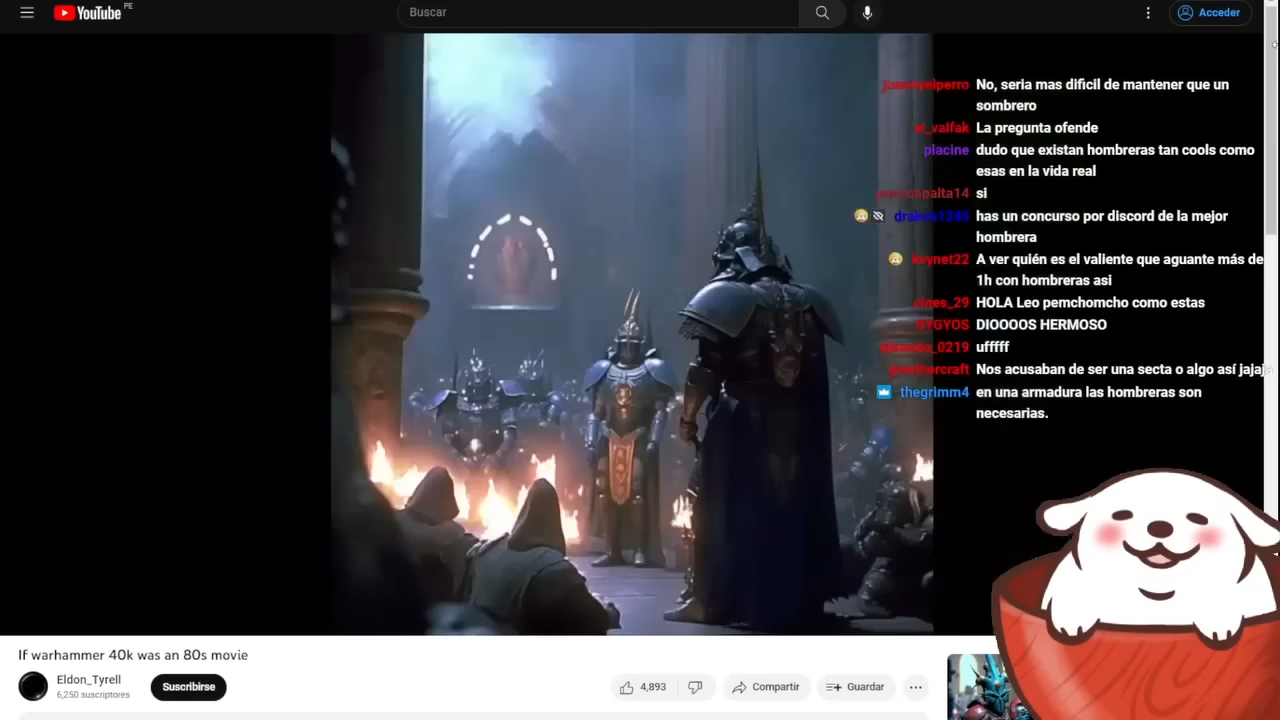 YouTube PE
Buscar
Acceder
No, seria mas dificil de mantener que un
sombrero
el_valfak La pregunta ofende
placine dudo que existan hombreras tan cools como
esas en la vida real
si
has un concurso por discord de la mejor
hombrera
keynet22 A ver quién es el valiente que aguante más de
1h con hombreras asi
HOLA Leo pemchomcho como estas
DIOOOOS HERMOSO
ufffff
Nos acusaban de ser una secta o algo así jajaj
thegrimm4 en una armadura las hombreras son
necesarias.
If warhammer 40k was an 80s movie
Eldon_Tyrell
6,250 suscriptores
Suscribirse
4,893
Compartir
Guardar